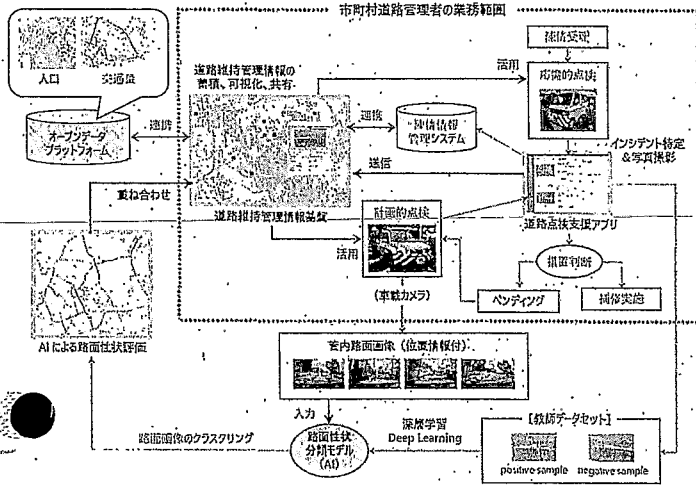 市町村道路管理者の業務範囲
人口
交通量
オープンデータ
プラットフォーム
連携
道路維持管理情報の
蓄積、可視化、共有
道路維持管理情報基盤
連携
陳情情報
管理システム
送信
活用
陳情受理
応急的点検
インシデント特定
&写真撮影
道路点検支援アプリ
措置判断
ペンディング
補修実施
計画的点検
活用
(車載カメラ)
重ね合わせ
AIによる路面性状評価
管内路面画像(位置情報付)
入力
路面性状
分類モデル
(AI)
路面画像のクラスタリング
深層学習
Deep Learning
[教師データセット]
positive sample
negative sample